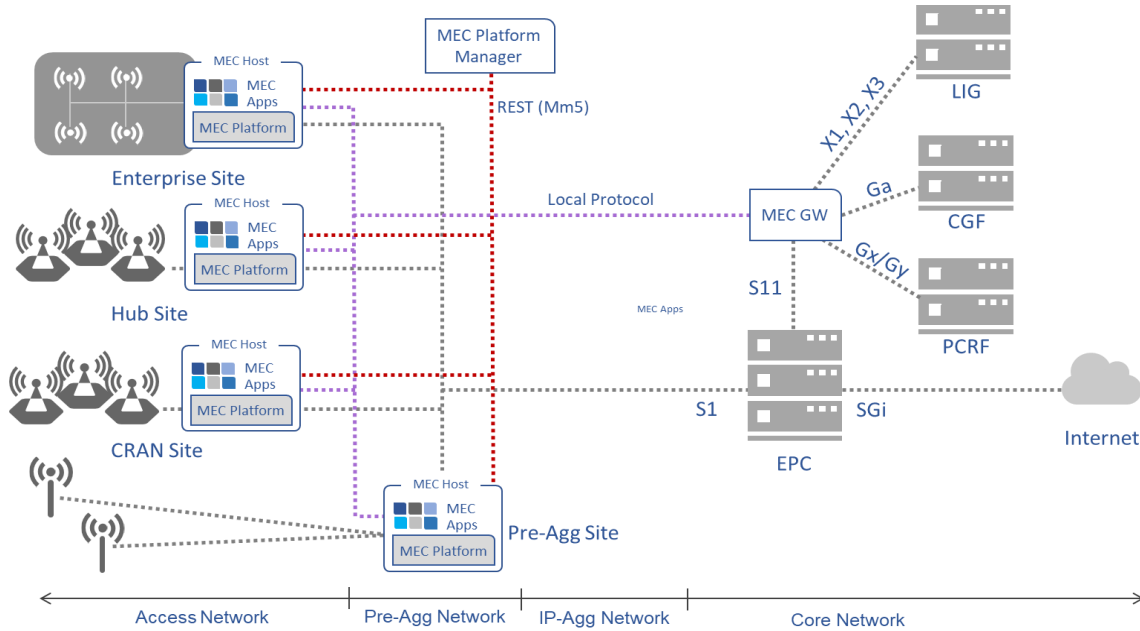 MEC Platform
Manager
MEC Host
MEC
Apps
MEC Platform
Enterprise Site
REST (Mm5)
LIG
X1, X2, X3
MEC Host
MEC
Apps
MEC Platform
Hub Site
Local Protocol
MEC GW
Ga
CGF
Gx/Gy
S11
MEC Apps
PCRF
MEC Host
MEC
Apps
MEC Platform
CRAN Site
S1
SGi
EPC
Internet
MEC Host
MEC
Apps
MEC Platform
Pre-Agg Site
Access Network
Pre-Agg Network
IP-Agg Network
Core Network